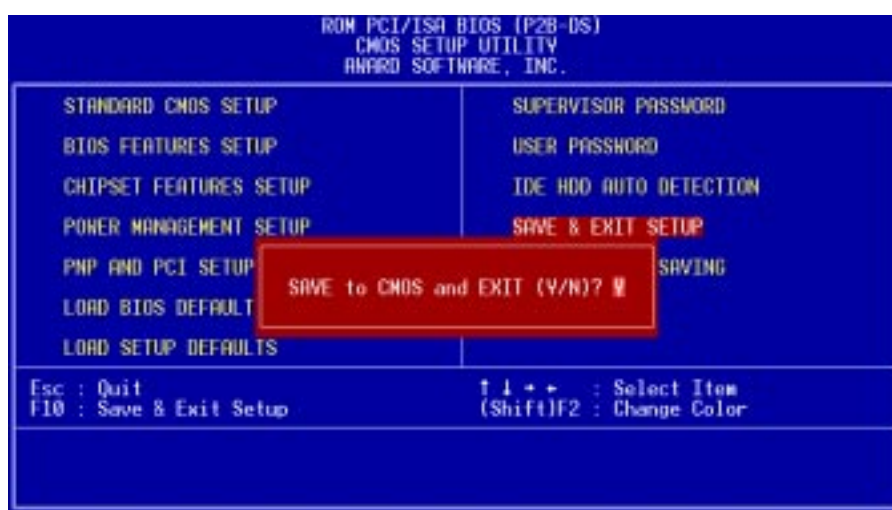 ROM PCI/ISA BIOS (P2B-DS)
CMOS SETUP UTILITY
AWARD SOFTWARE, INC.
STANDARD CMOS SETUP
BIOS FEATURES SETUP
CHIPSET FEATURES SETUP
POWER MANAGEMENT SETUP
PNP AND PCI SETUP
LOAD BIOS DEFAULT
LOAD SETUP DEFAULTS
SUPERVISOR PASSWORD
USER PASSWORD
IDE HDD AUTO DETECTION
SAVE & EXIT SETUP
SAVING
SAVE to CMOS and EXIT (Y/N)? Y
Esc : Quit
F10 : Save & Exit Setup
↑ ↓ → ← : Select Item
(Shift)F2 : Change Color